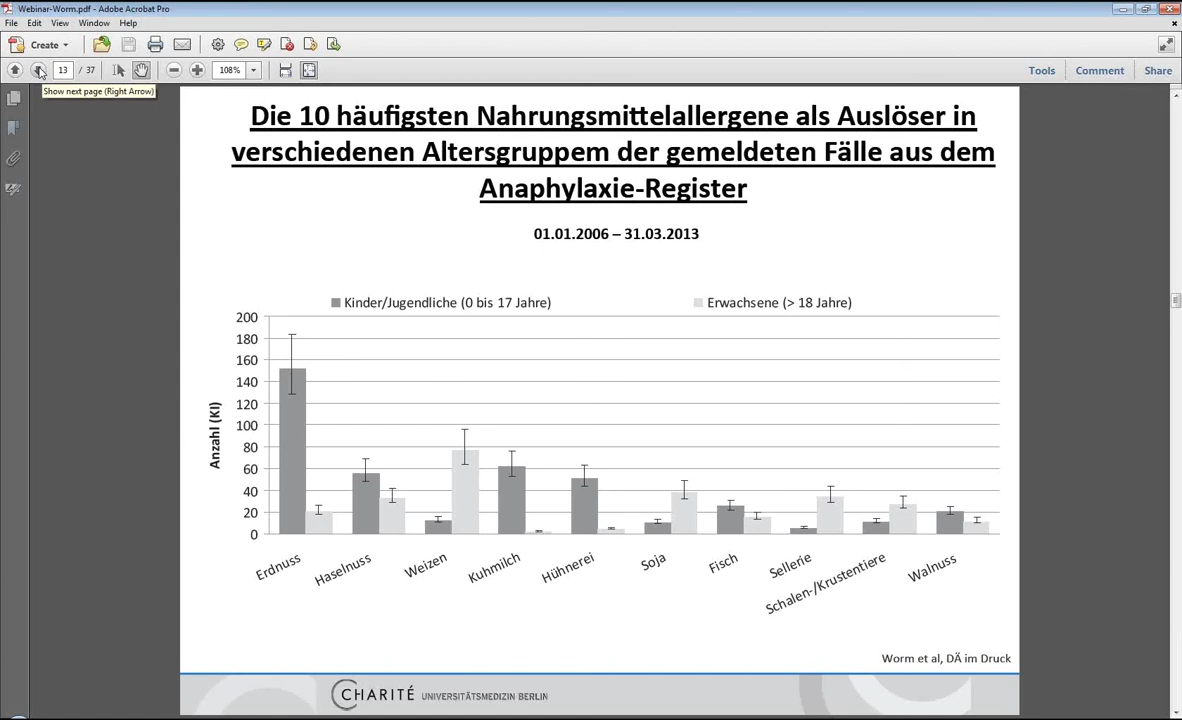 Webinar-Worm.pdf - Adobe Acrobat Pro
File Edit View Window Help
Create
13 / 37 108% Tools Comment Share
Show next page (Right Arrow)
Die 10 häufigsten Nahrungsmittelallergene als Auslöser in
verschiedenen Altersgruppem der gemeldeten Fälle aus dem
Anaphylaxie-Register
01.01.2006 – 31.03.2013
Kinder/Jugendliche (0 bis 17 Jahre) Erwachsene (> 18 Jahre)
Anzahl (KI)
200
180
160
140
120
100
80
60
40
20
0
Erdnuss Haselnuss Weizen Kuhmilch Hühnerei Soja Fisch Sellerie Schalen-/Krustentiere Walnuss
Worm et al, DÄ im Druck
CHARITÉ UNIVERSITÄTSMEDIZIN BERLIN